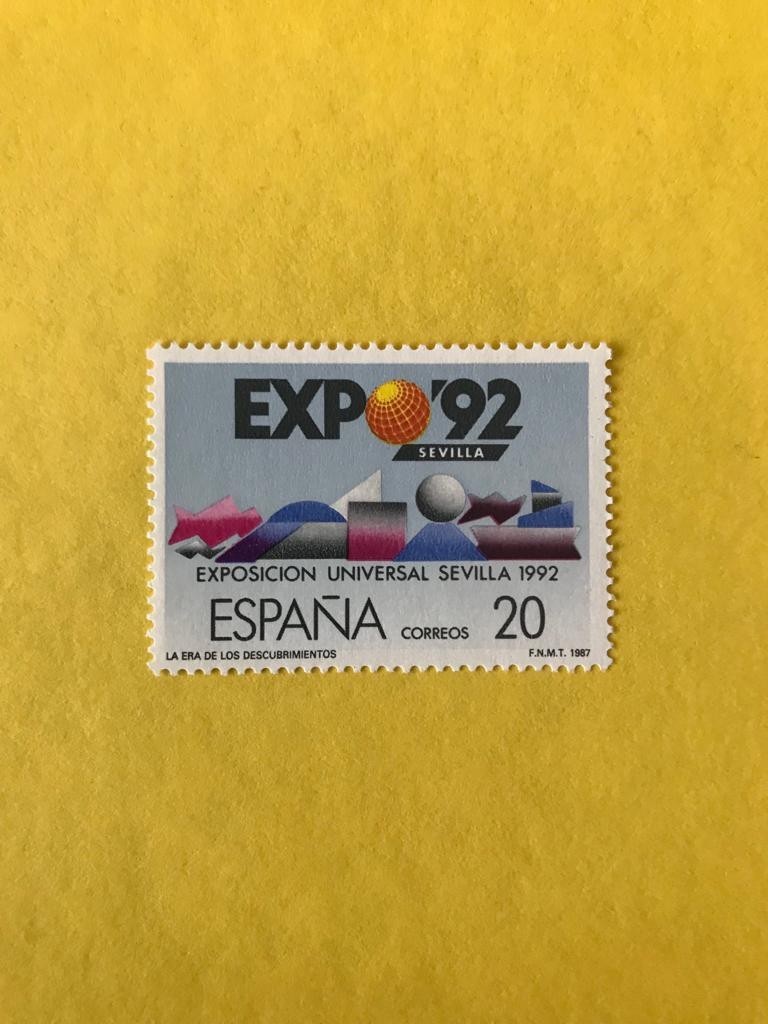 EXPO'92
SEVILLA
EXPOSICION UNIVERSAL SEVILLA 1992
ESPAÑA CORREOS 20
LA ERA DE LOS DESCUBRIMIENTOS F.N.M.T. 1987